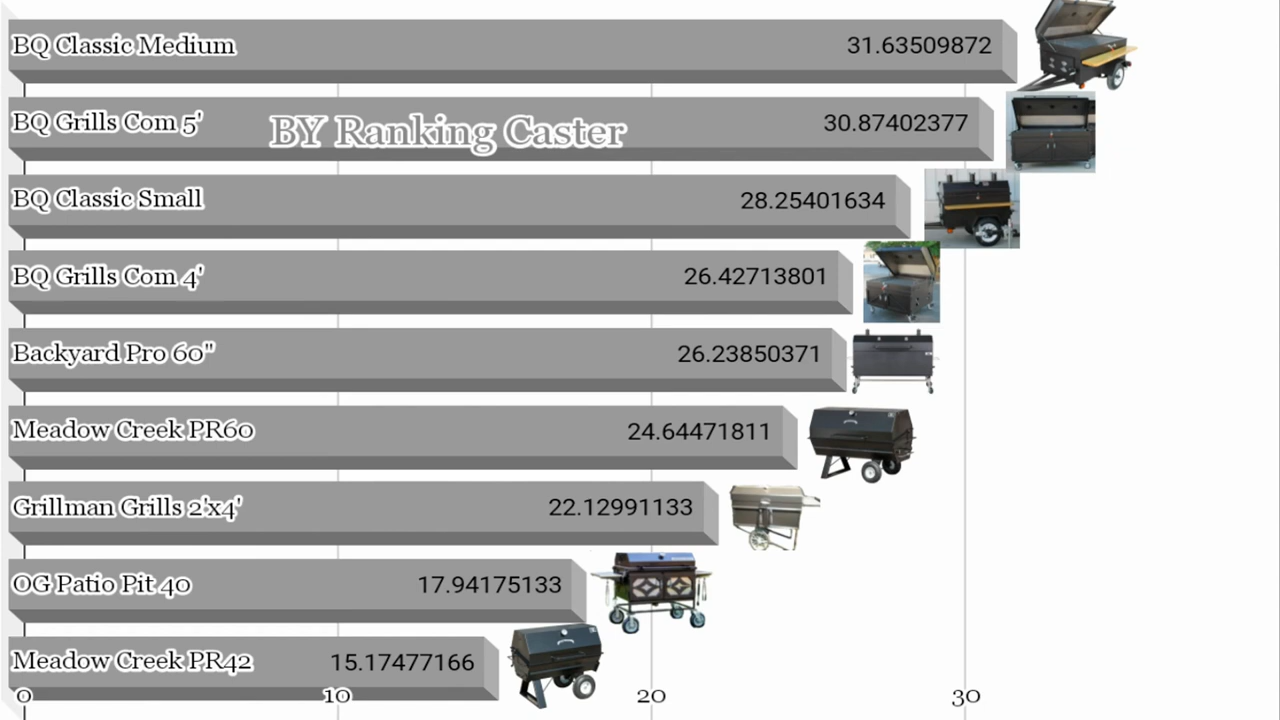 BQ Classic Medium 31.63509872
BQ Grills Com 5' 30.87402377
BY Ranking Caster
BQ Classic Small 28.25401634
BQ Grills Com 4' 26.42713801
Backyard Pro 60" 26.23850371
Meadow Creek PR60 24.64471811
Grillman Grills 2'x4' 22.12991133
OG Patio Pit 40 17.94175133
Meadow Creek PR42 15.17477166
0 10 20 30